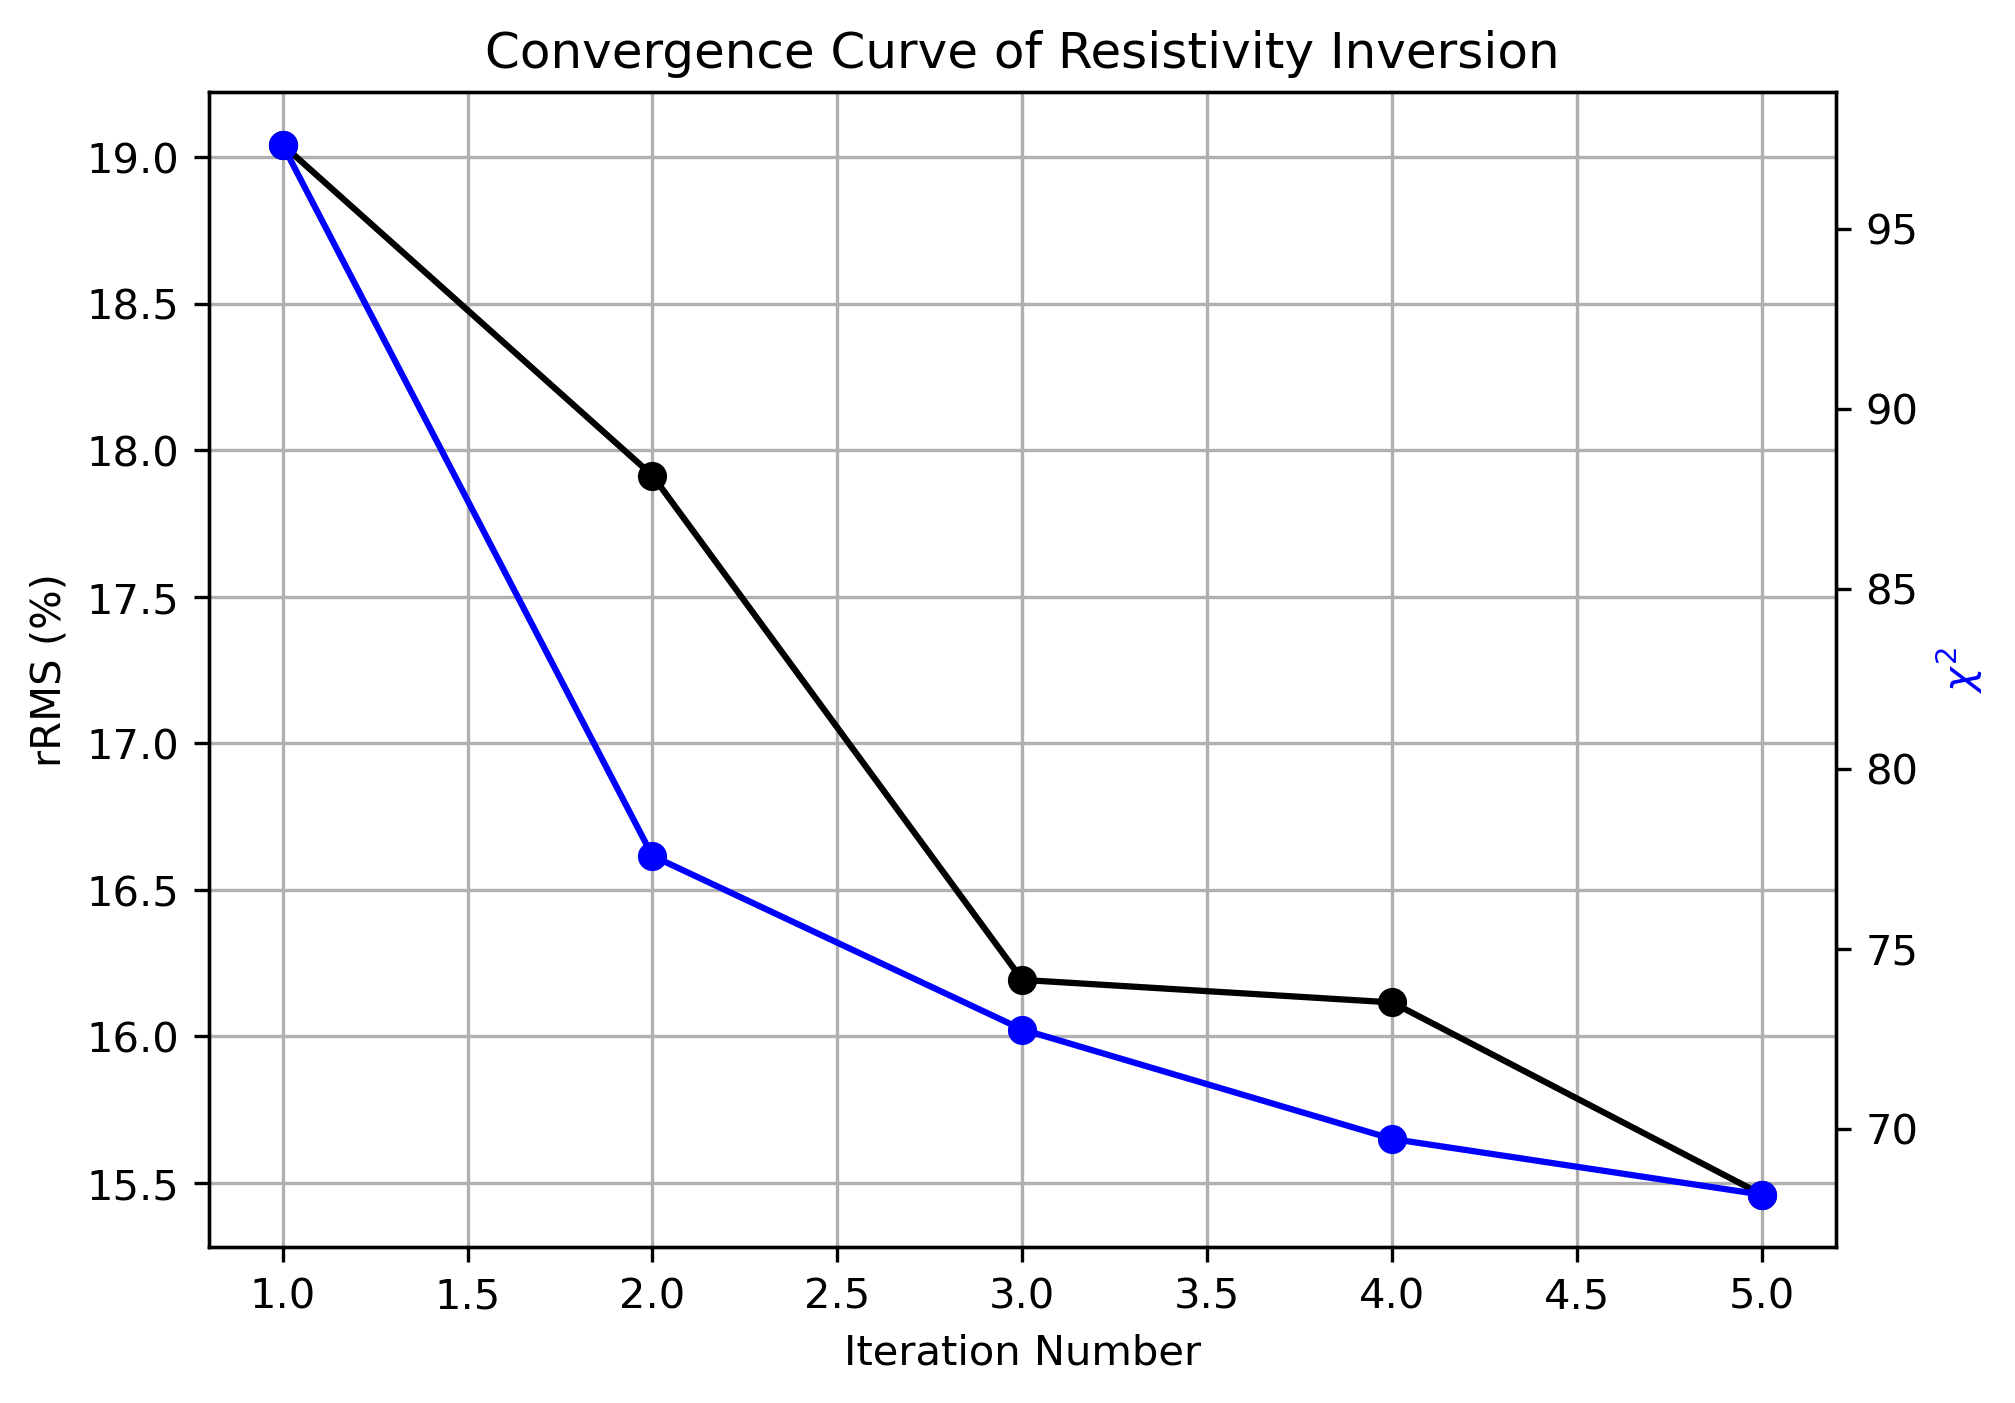 Convergence Curve of Resistivity Inversion
rRMS (%)
19.0
18.5
18.0
17.5
17.0
16.5
16.0
15.5
95
90
85
80
75
70
χ²
1.0 1.5 2.0 2.5 3.0 3.5 4.0 4.5 5.0
Iteration Number